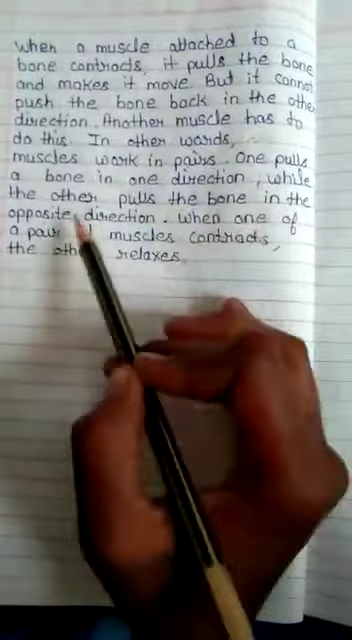 When a muscle attached to a
bone contracts, it pulls the bone
and makes it move. But it cannot
push the bone back in the othe
direction. Another muscle has to
do this. In other wards,
muscles work in pairs. One pulls
a bone in one direction, while
the other pulls the bone in the
opposite direction. When one of
a pair muscles contracts,
the relaxes.